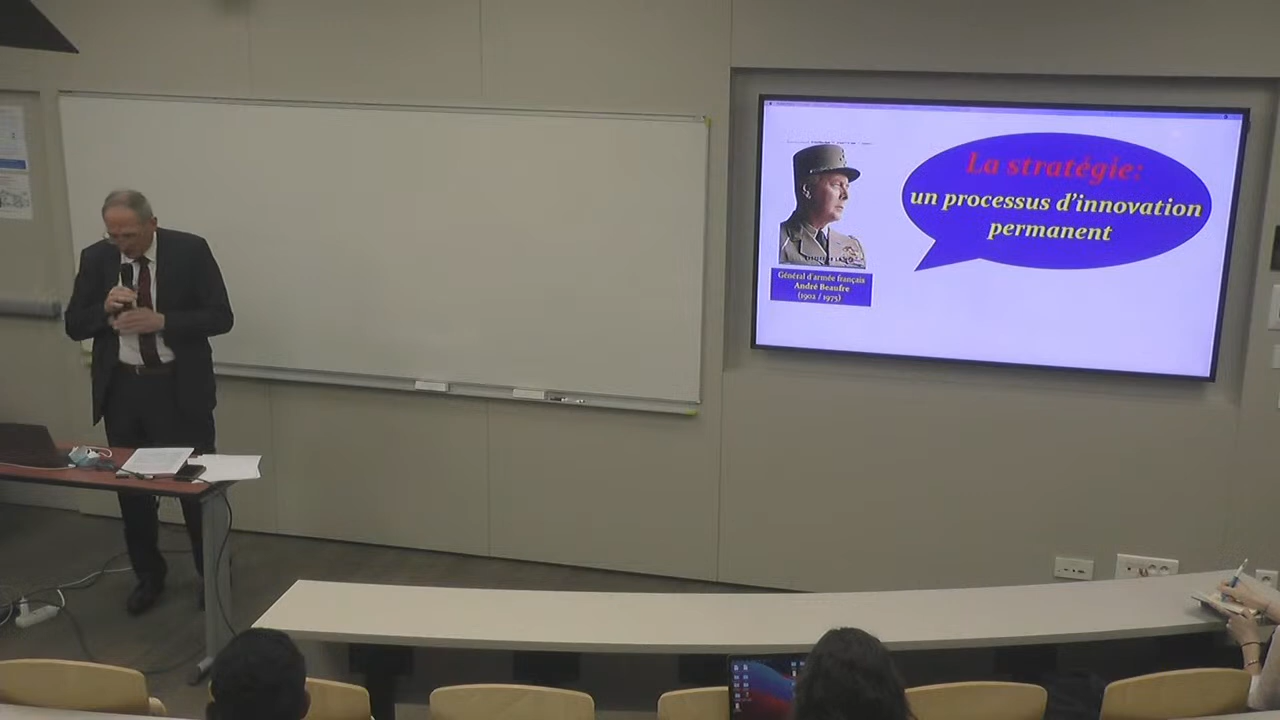 La stratégie:
un processus d'innovation
permanent
Général d'armée français
André Beaufre
(1902 / 1975)